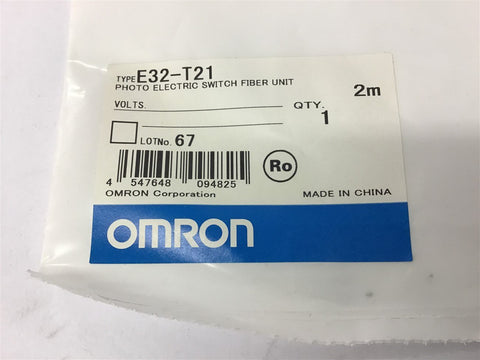 TYPE E32-T21
PHOTO ELECTRIC SWITCH FIBER UNIT
2m
VOLTS.
QTY.
1
LOTNo. 67
Ro
4 547648 094825
OMRON Corporation
MADE IN CHINA
OMRON